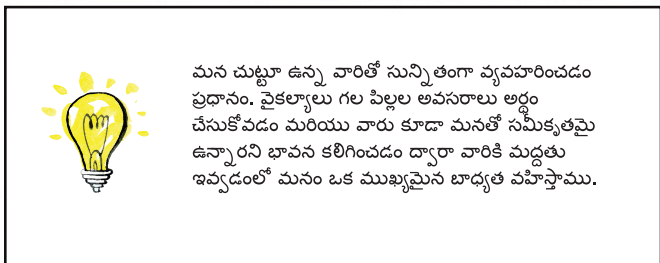 మన చుట్టూ ఉన్న వారితో సున్నితంగా వ్యవహరించడం
ప్రధానం. వైకల్యాలు గల పిల్లల అవసరాలు అర్థం
చేసుకోవడం మరియు వారు కూడా మనతో సమీకృతమై
ఉన్నారని భావన కలిగించడం ద్వారా వారికి మద్దతు
ఇవ్వడంలో మనం ఒక ముఖ్యమైన బాధ్యత వహిస్తాము.